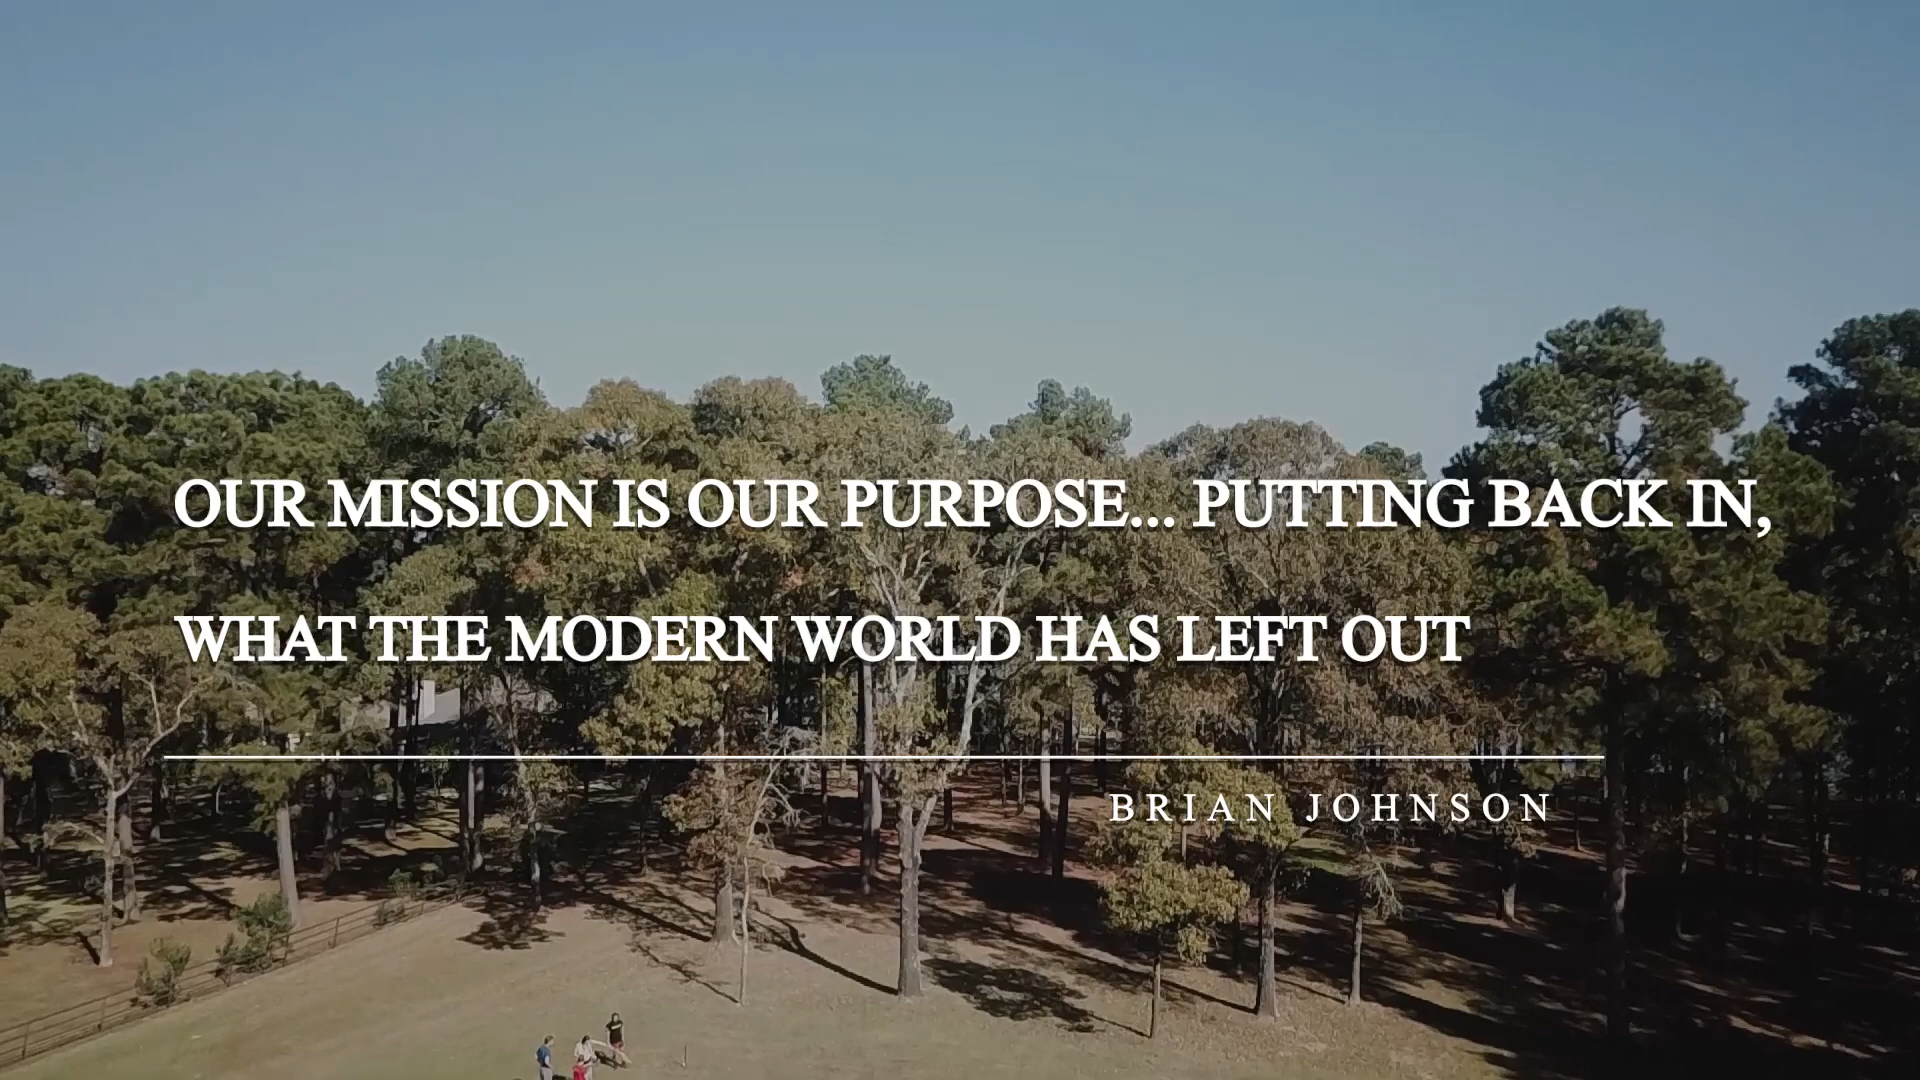 OUR MISSION IS OUR PURPOSE... PUTTING BACK IN,
WHAT THE MODERN WORLD HAS LEFT OUT
BRIAN JOHNSON